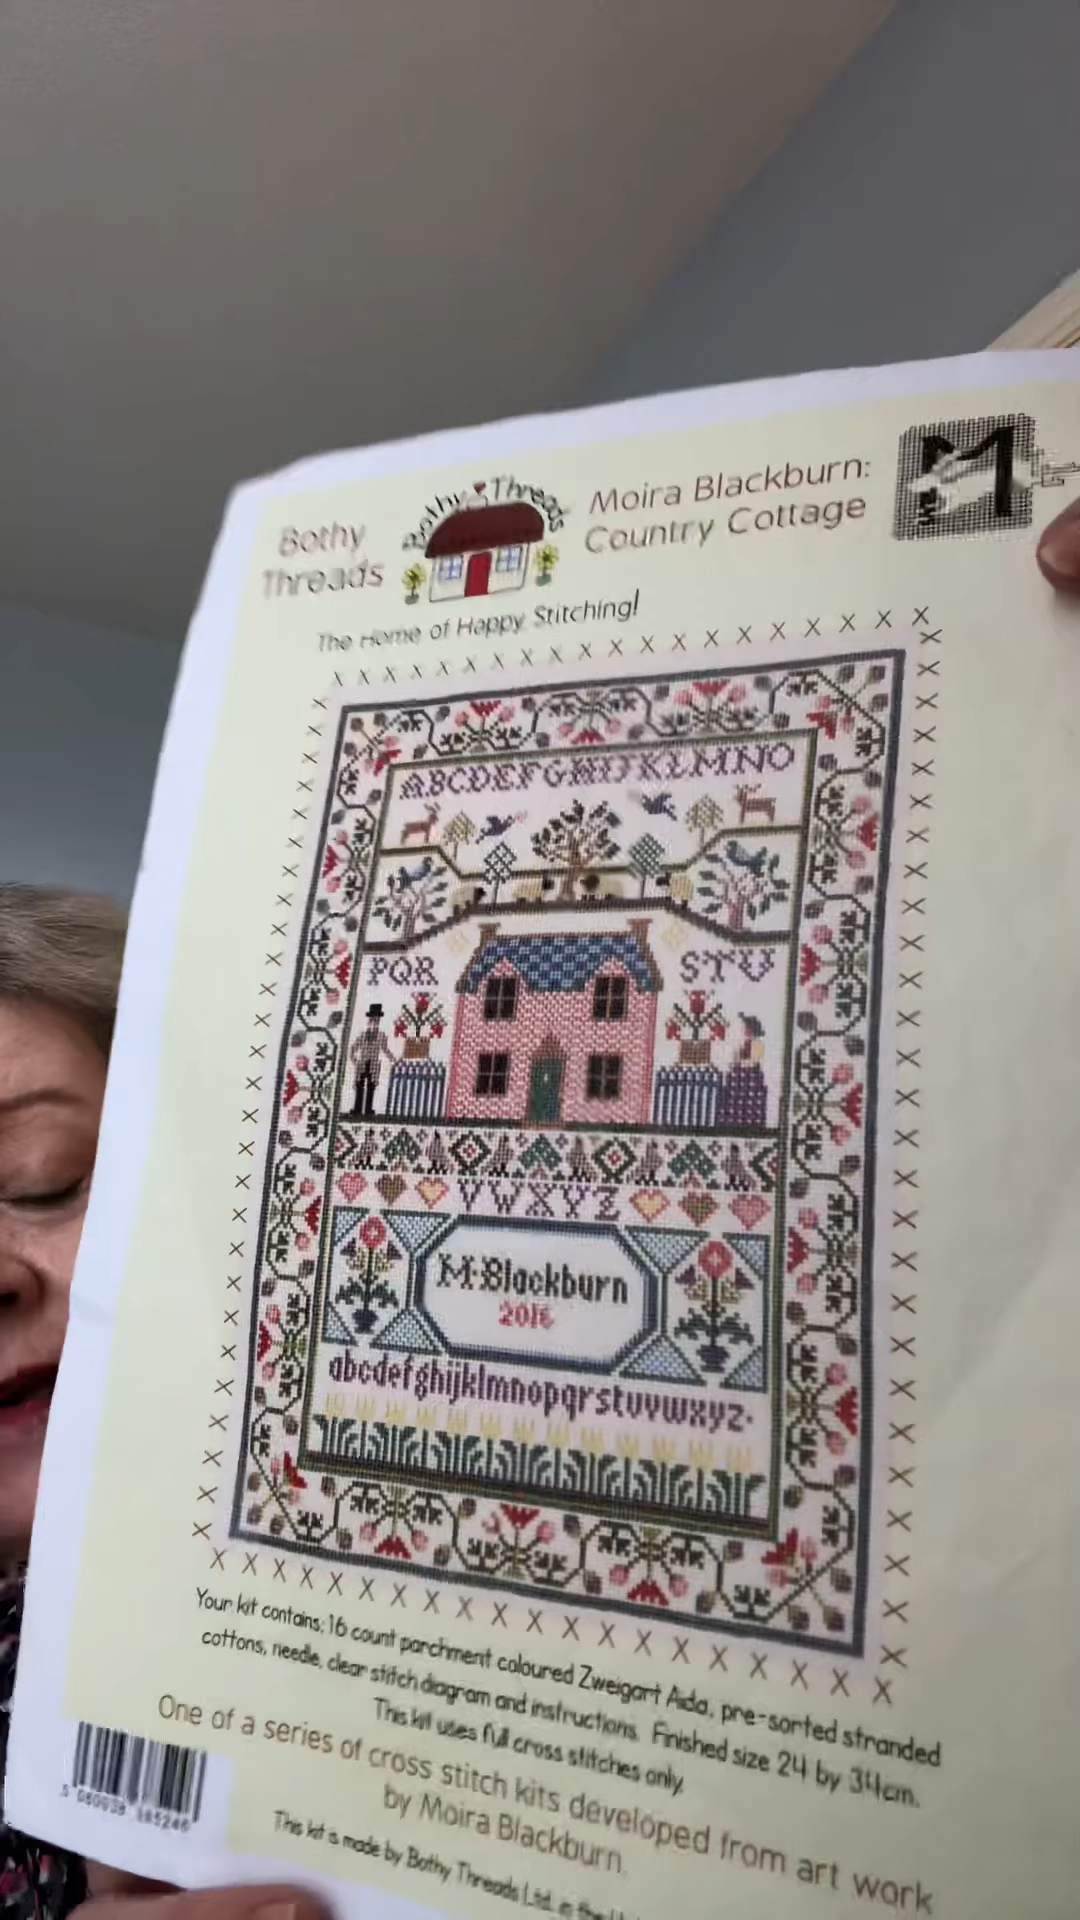 Bothy
Threads
Bothy Threads
Moira Blackburn:
Country Cottage
M
The Home of Happy Stitching!
ABCDEFGHIJKLMNO
PQR
STU
VWXYZ
M·Blackburn
2016
abcdefghijklmnopqrstuvwxyz·
Your kit contains: 16 count parchment coloured Zweigart Aida, pre-sorted stranded
cottons, needle, clear stitch diagram and instructions. Finished size 24 by 34cm.
This kit uses full cross stitches only.
One of a series of cross stitch kits developed from art work
by Moira Blackburn.
This kit is made by Bothy Threads Ltd. in the